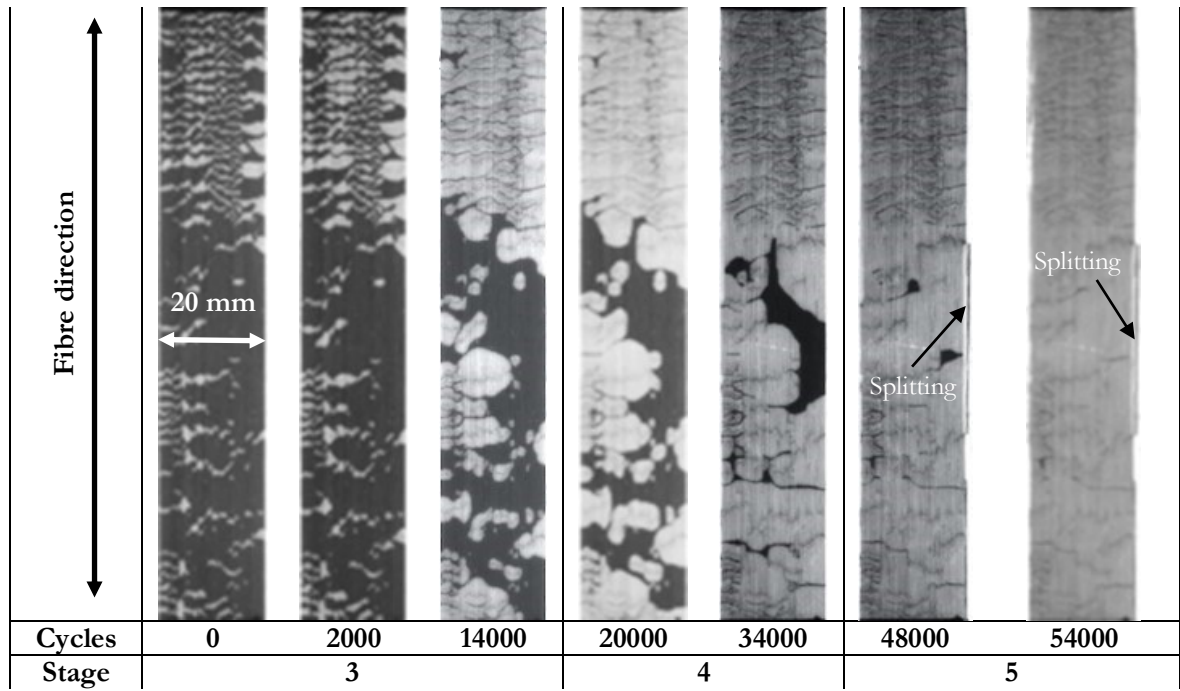 Fibre direction
20 mm
Splitting
Splitting
Cycles 0 2000 14000 20000 34000 48000 54000
Stage 3 4 5